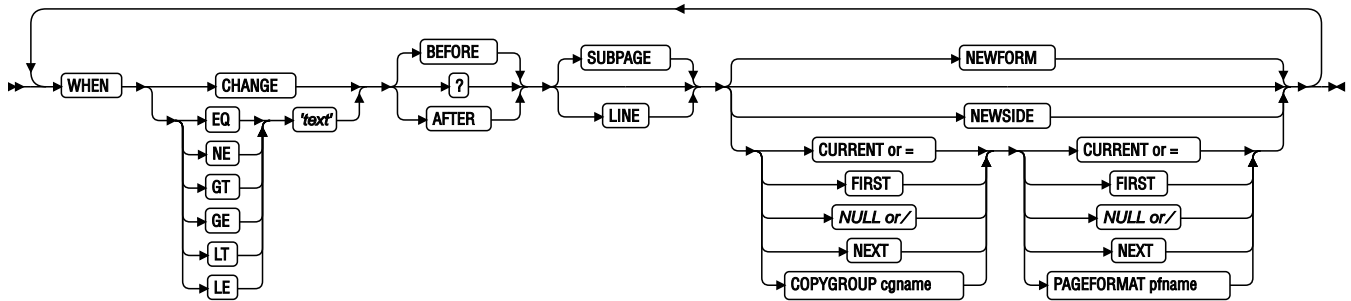 BEFORE
SUBPAGE
NEWFORM
WHEN
CHANGE
?
EQ
'text'
AFTER
LINE
NEWSIDE
NE
CURRENT or =
CURRENT or =
GT
FIRST
FIRST
GE
NULL or /
NULL or /
LT
NEXT
NEXT
LE
COPYGROUP cgname
PAGEFORMAT pfname